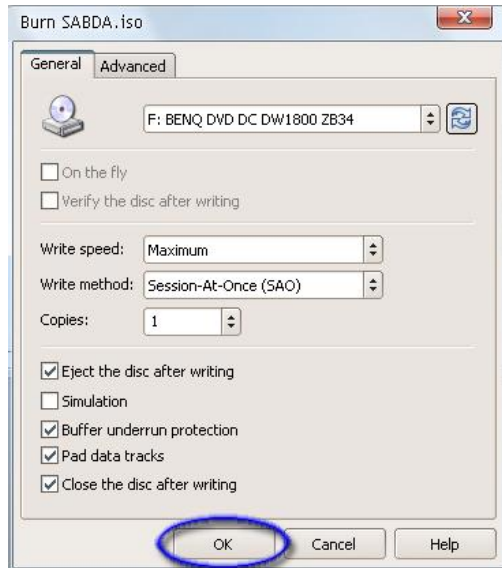 Burn SABDA.iso
General Advanced
F: BENQ DVD DC DW1800 ZB34
On the fly
Verify the disc after writing
Write speed: Maximum
Write method: Session-At-Once (SAO)
Copies: 1
Eject the disc after writing
Simulation
Buffer underrun protection
Pad data tracks
Close the disc after writing
OK Cancel Help